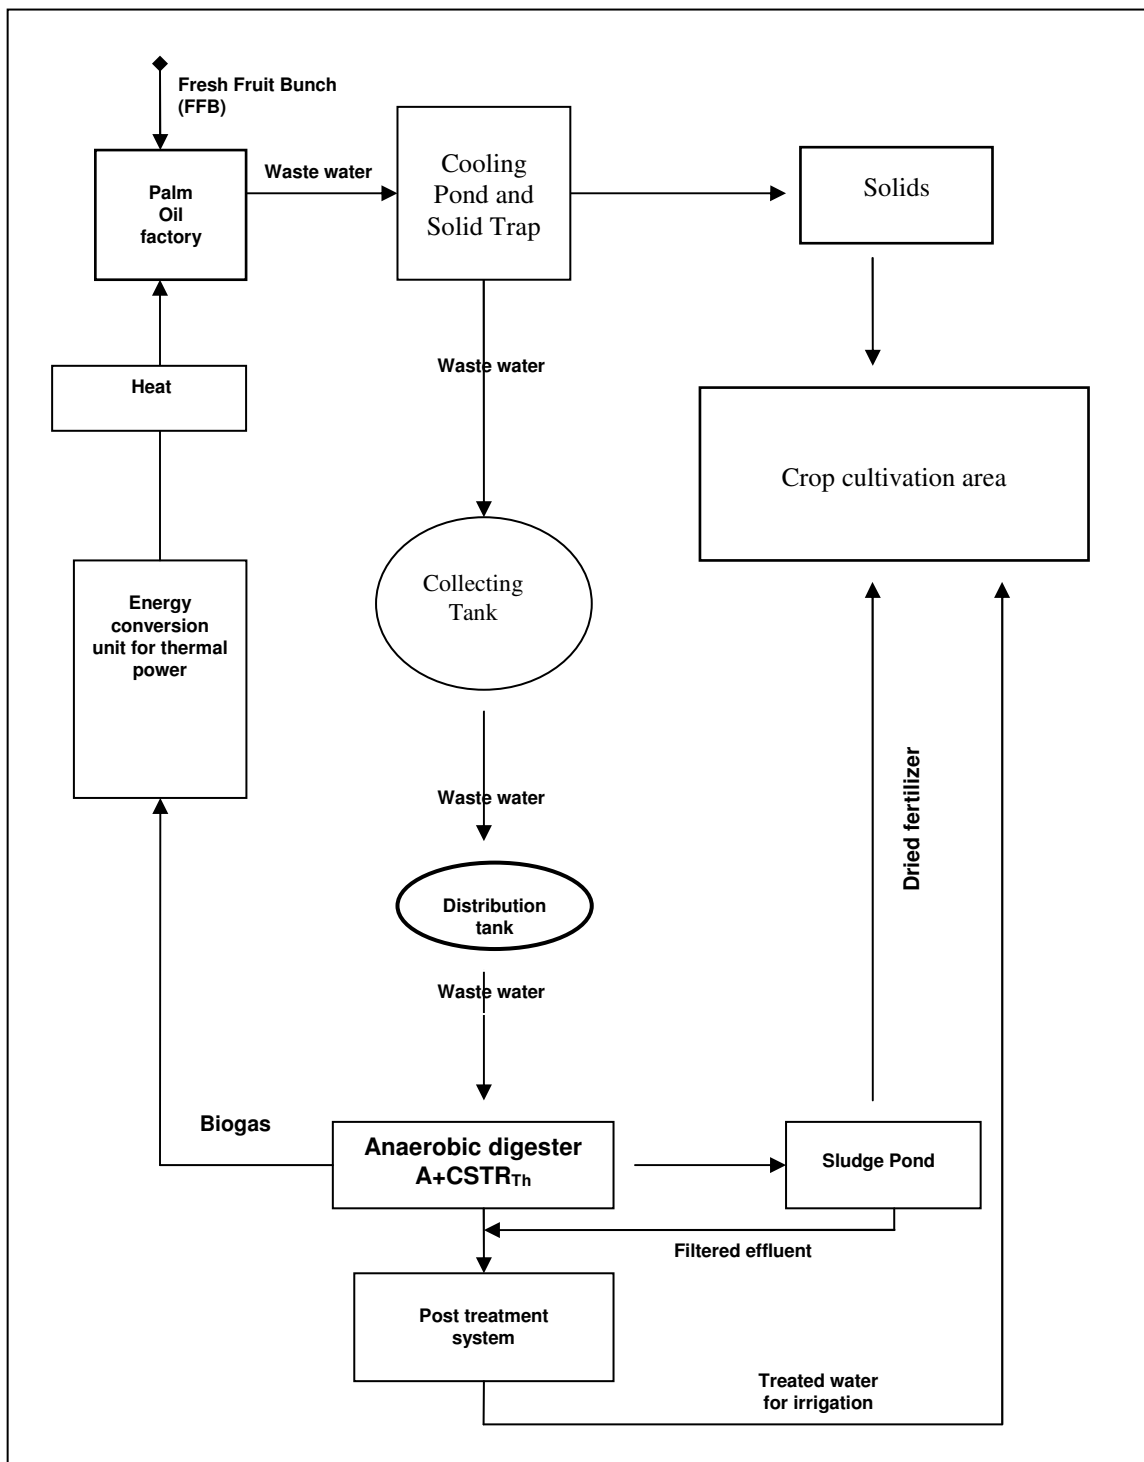 Fresh Fruit Bunch
(FFB)
Palm
Oil
factory
Waste water
Cooling
Pond and
Solid Trap
Solids
Waste water
Heat
Crop cultivation area
Energy
conversion
unit for thermal
power
Collecting
Tank
Waste water
Dried fertilizer
Distribution
tank
Waste water
Biogas
Anaerobic digester
A+CSTRTh
Sludge Pond
Filtered effluent
Post treatment
system
Treated water
for irrigation